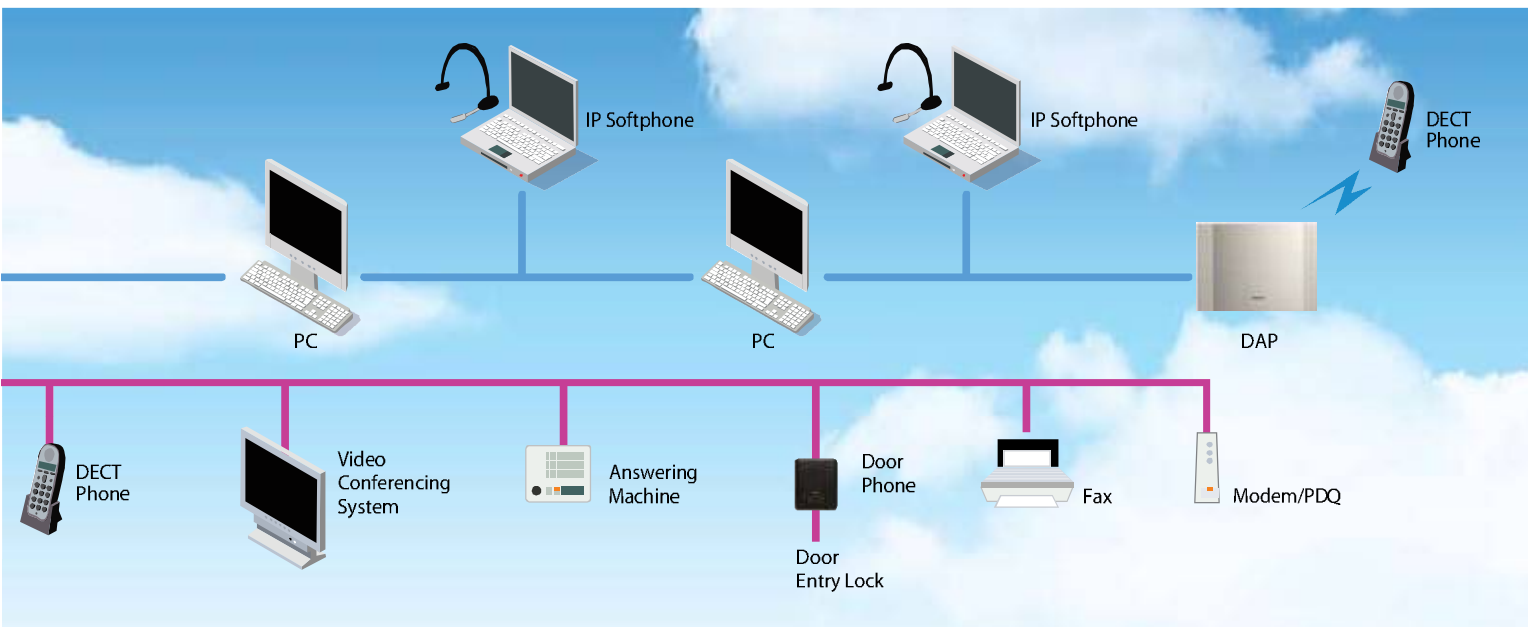 IP Softphone
IP Softphone
DECT
Phone
PC
PC
DAP
DECT
Phone
Video
Conferencing
System
Answering
Machine
Door
Phone
Fax
Modem/PDQ
Door
Entry Lock